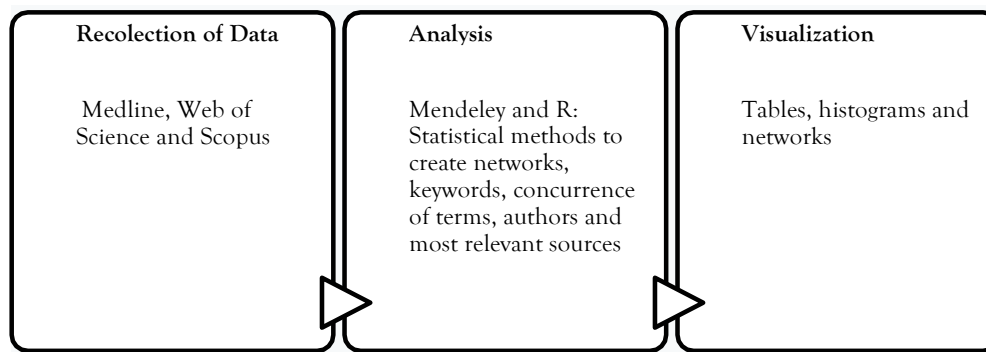 Recolection of Data
Medline, Web of
Science and Scopus
Analysis
Mendeley and R:
Statistical methods to
create networks,
keywords, concurrence
of terms, authors and
most relevant sources
Visualization
Tables, histograms and
networks